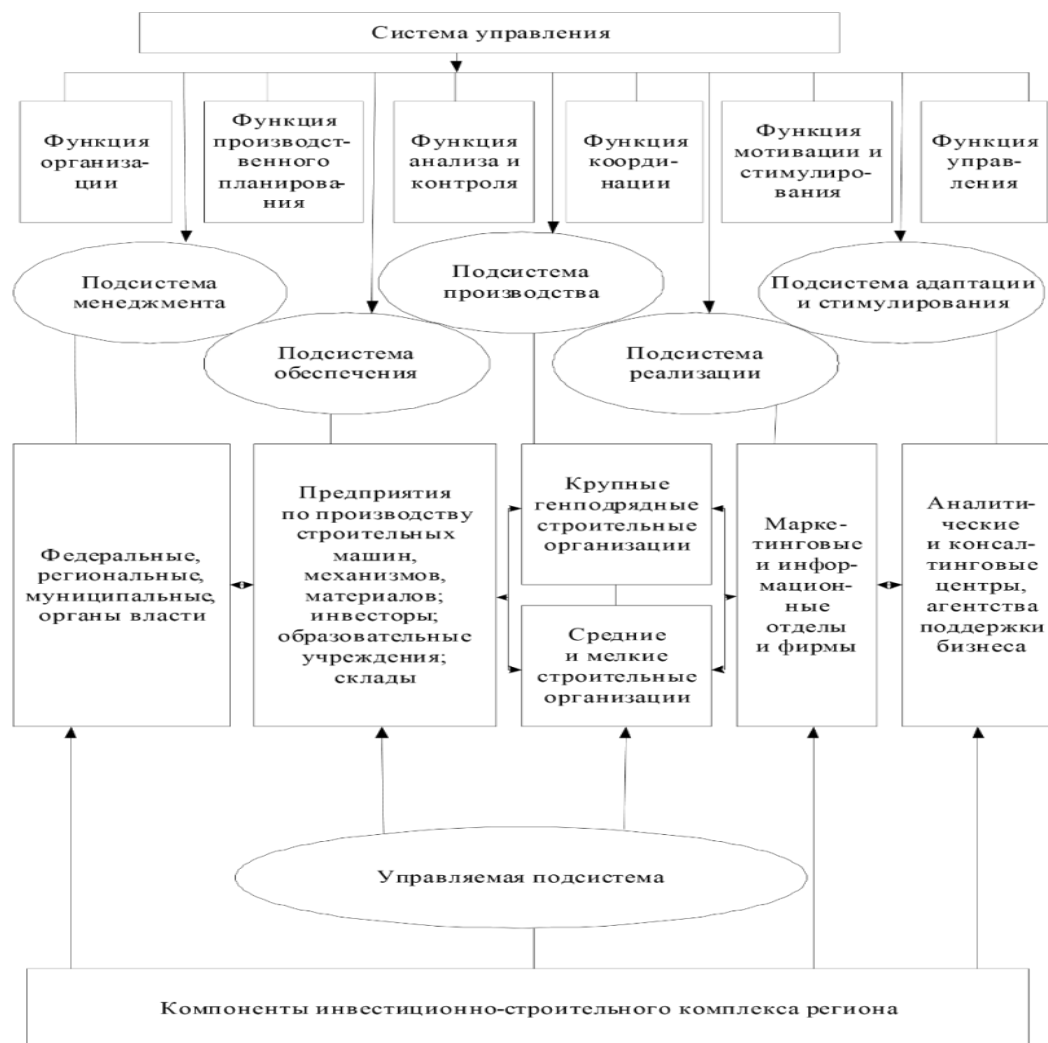 Система управления
Функция
организа-
ции
Функция
производст-
венного
планирова-
ния
Функция
анализа и
контроля
Функция
коорди-
нации
Функция
мотивации и
стимулиро-
вания
Функция
управ-
ления
Подсистема
менеджмента
Подсистема
обеспечения
Подсистема
производства
Подсистема
реализации
Подсистема адаптации
и стимулирования
Федеральные,
региональные,
муниципальные,
органы власти
Предприятия
по производству
строительных
машин,
механизмов,
материалов;
инвесторы;
образовательные
учреждения;
склады
Крупные
генподрядные
строительные
организации
Средние
и мелкие
строительные
организации
Марке-
тинговые
и инфор-
мацион-
ные
отделы
и фирмы
Аналити-
ческие
и консал-
тинговые
центры,
агентства
поддержки
бизнеса
Управляемая подсистема
Компоненты инвестиционно-строительного комплекса региона